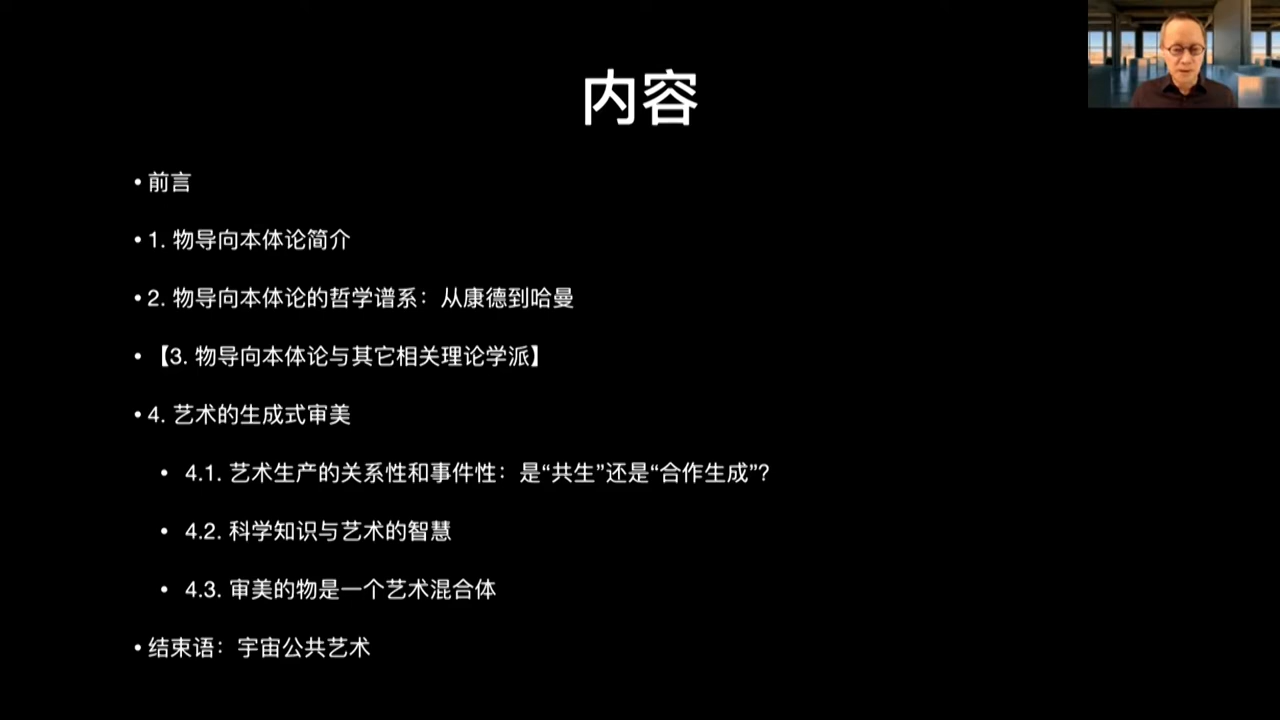 内容
• 前言
• 1. 物导向本体论简介
• 2. 物导向本体论的哲学谱系：从康德到哈曼
• 【3. 物导向本体论与其它相关理论学派】
• 4. 艺术的生成式审美
• 4.1. 艺术生产的关系性和事件性：是“共生”还是“合作生成”？
• 4.2. 科学知识与艺术的智慧
• 4.3. 审美的物是一个艺术混合体
• 结束语：宇宙公共艺术